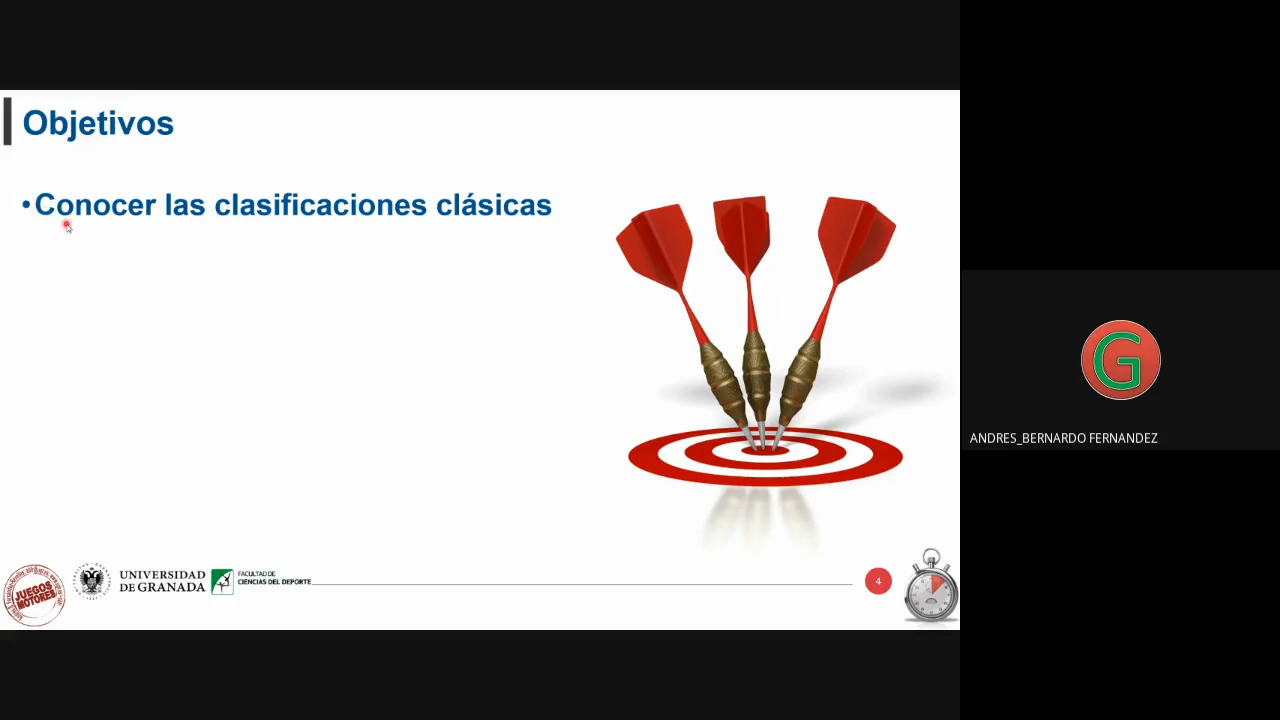 Objetivos
•Conocer las clasificaciones clásicas
G
ANDRES_BERNARDO FERNANDEZ
JUEGOS
MOTORES
UNIVERSIDAD
DE GRANADA
FACULTAD DE
CIENCIAS DEL DEPORTE
4